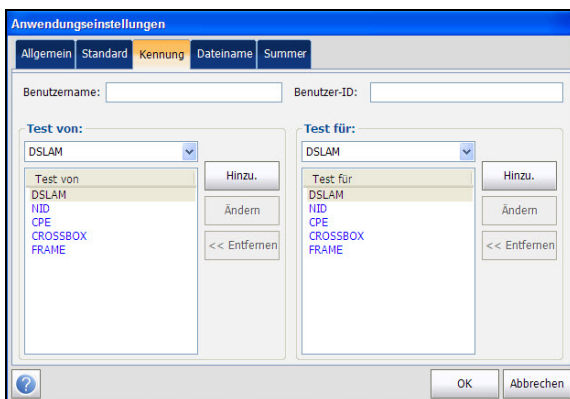 Anwendungseinstellungen
Allgemein Standard Kennung Dateiname Summer
Benutzername: Benutzer-ID:
Test von:
DSLAM
Hinzu.
Test von
DSLAM
NID
CPE
CROSSBOX
FRAME
Ändern
<< Entfernen
Test für:
DSLAM
Hinzu.
Test für
DSLAM
NID
CPE
CROSSBOX
FRAME
Ändern
<< Entfernen
? OK Abbrechen